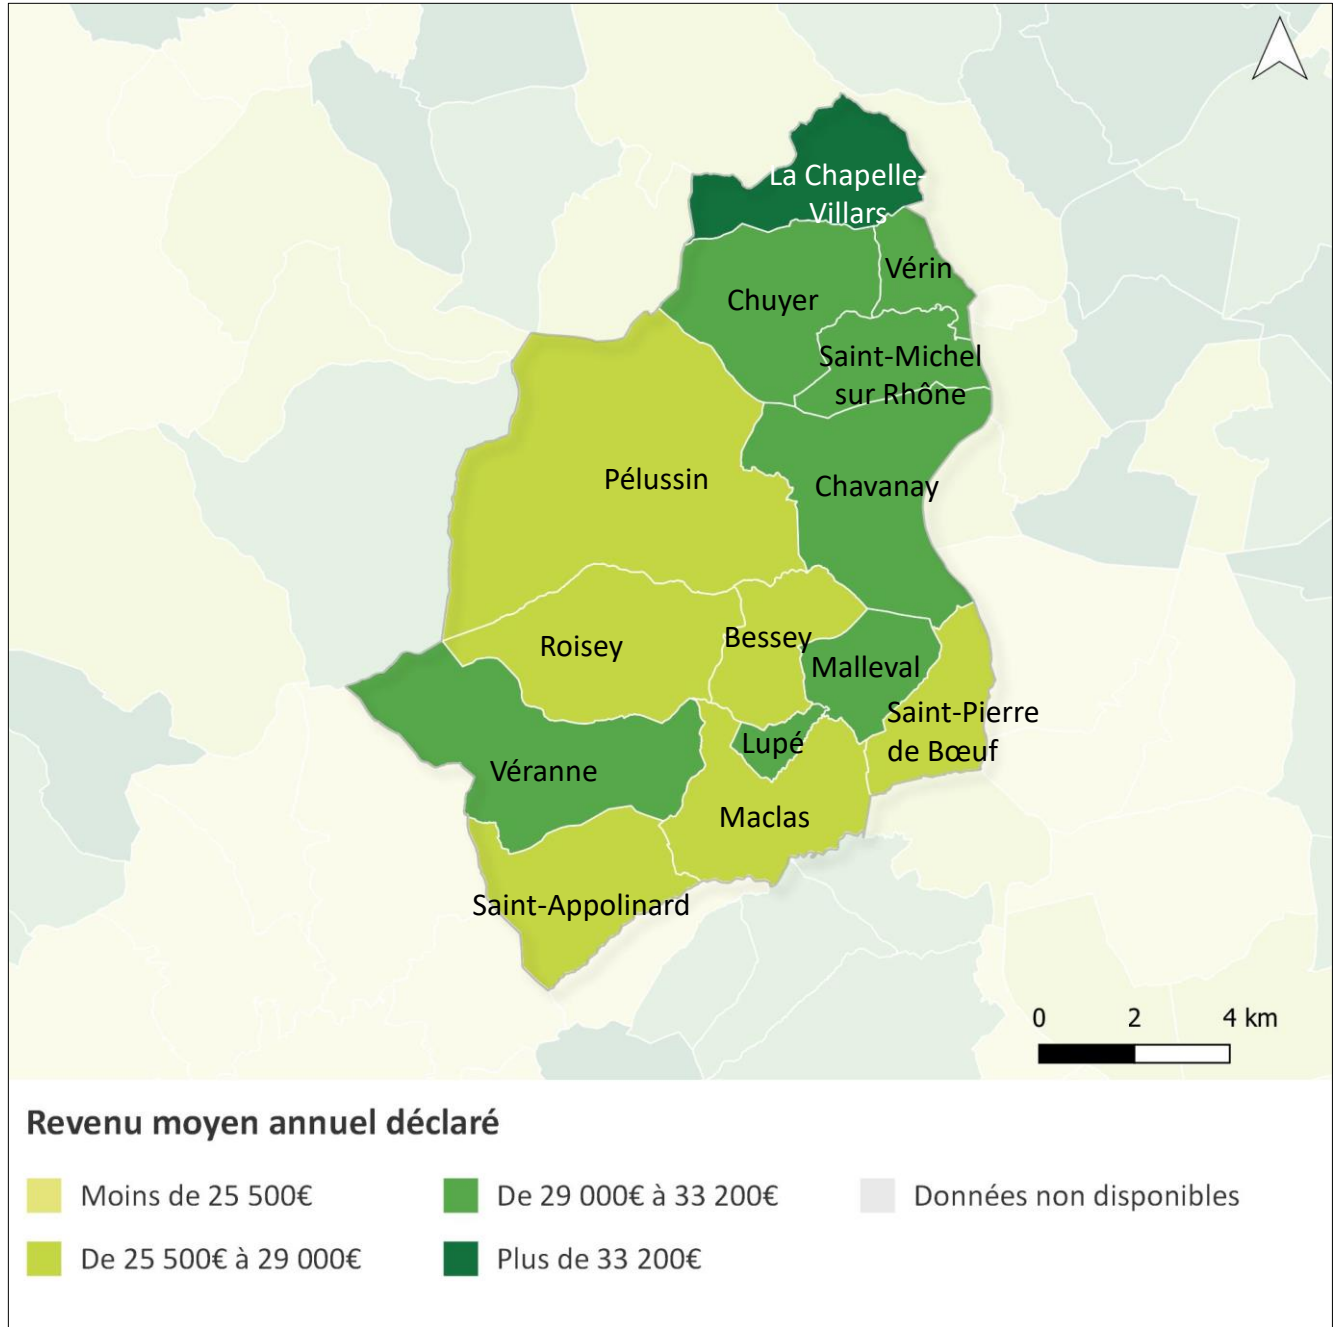 La Chapelle-
Villars
Vérin
Chuyer
Saint-Michel
sur Rhône
Pélussin
Chavanay
Roisey
Bessey
Malleval
Saint-Pierre
de Bœuf
Lupé
Véranne
Maclas
Saint-Appolinard
0 2 4 km
Revenu moyen annuel déclaré
Moins de 25 500€
De 29 000€ à 33 200€
Données non disponibles
De 25 500€ à 29 000€
Plus de 33 200€